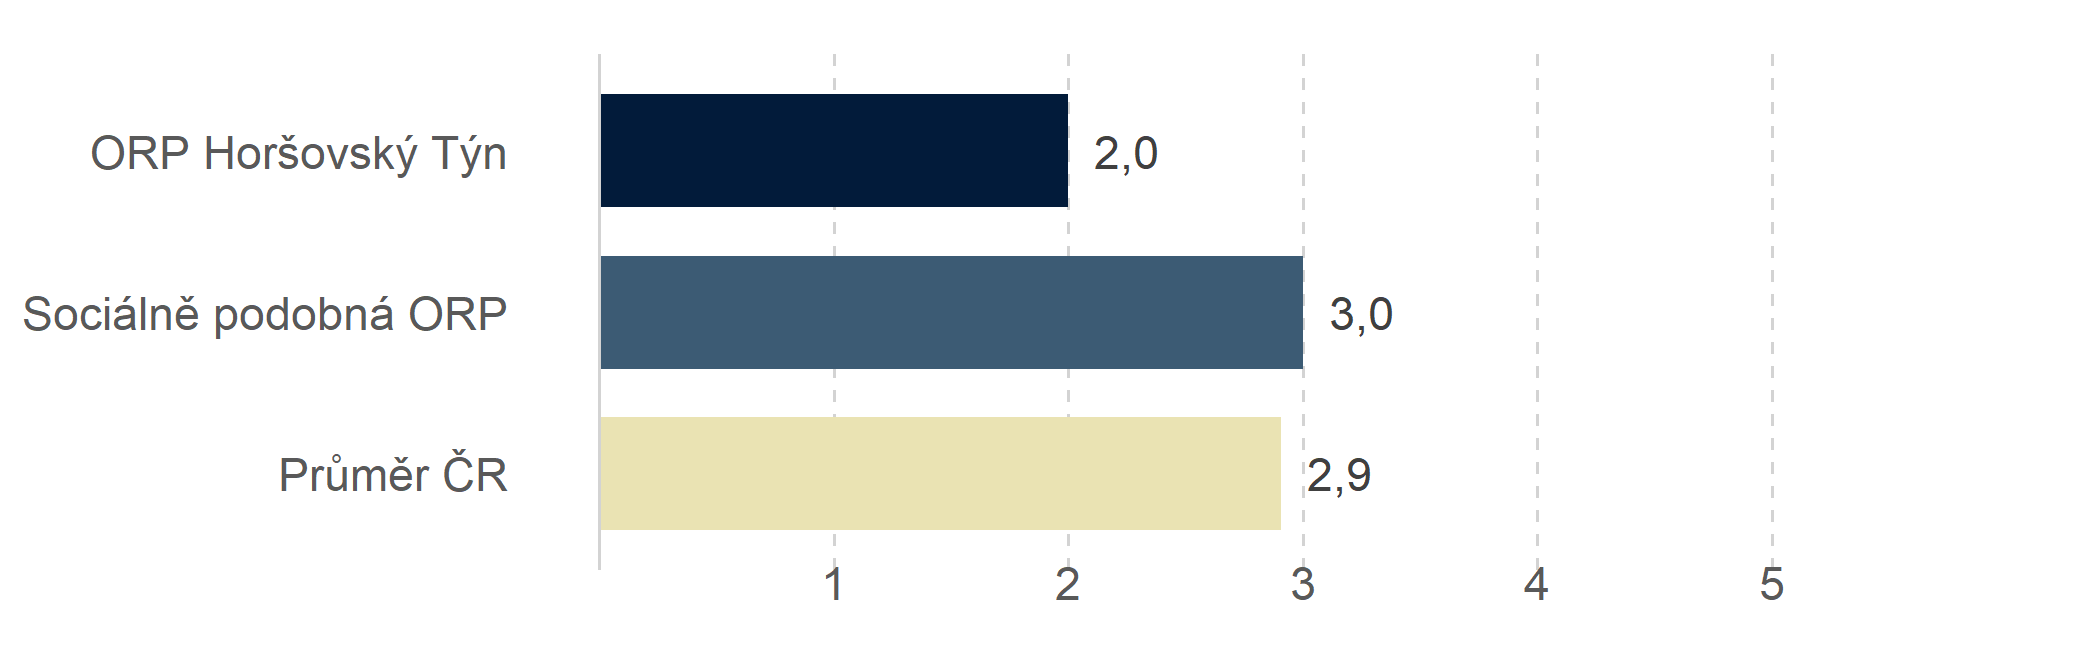 ORP Horšovský Týn
2,0
Sociálně podobná ORP
3,0
Průměr ČR
2,9
1 2 3 4 5